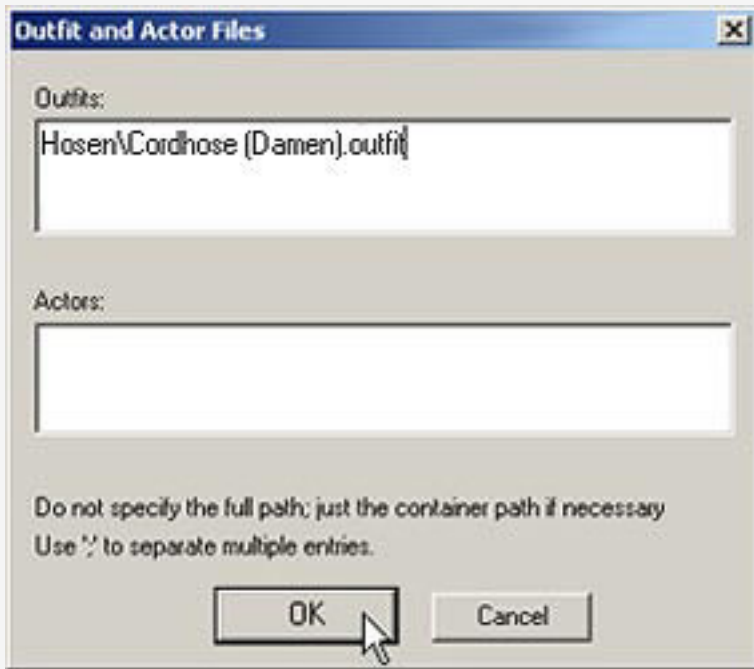 Outfit and Actor Files
Outfits:
Hosen\Cordhose (Damen).outfit
Actors:
Do not specify the full path; just the container path if necessary
Use ';' to separate multiple entries.
OK
Cancel